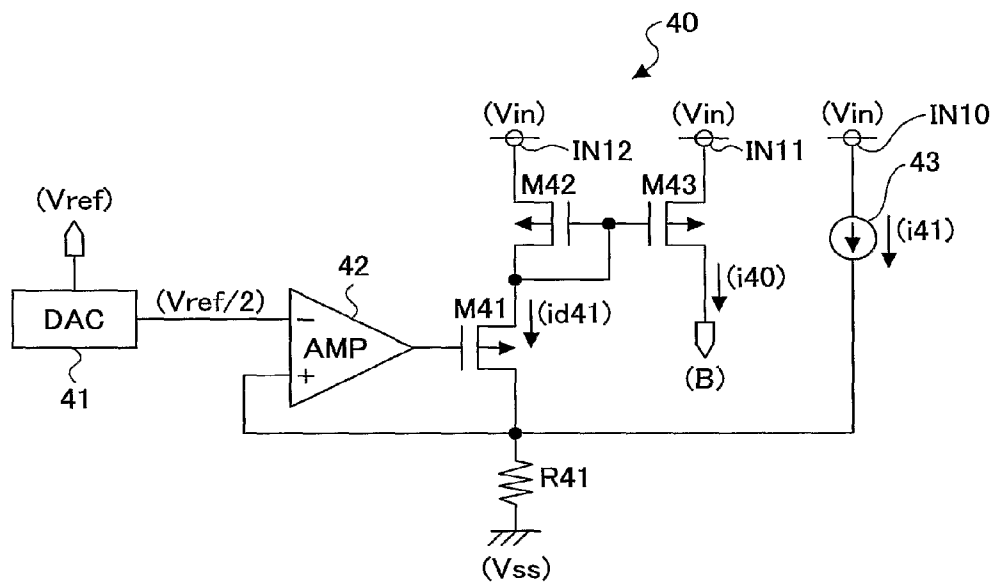 40
(Vin)
(Vin)
(Vin)
IN12
IN11
IN10
M42
M43
43
(Vref)
(i41)
DAC
41
(Vref/2)
42
−
AMP
+
M41
(id41)
(i40)
(B)
R41
(Vss)